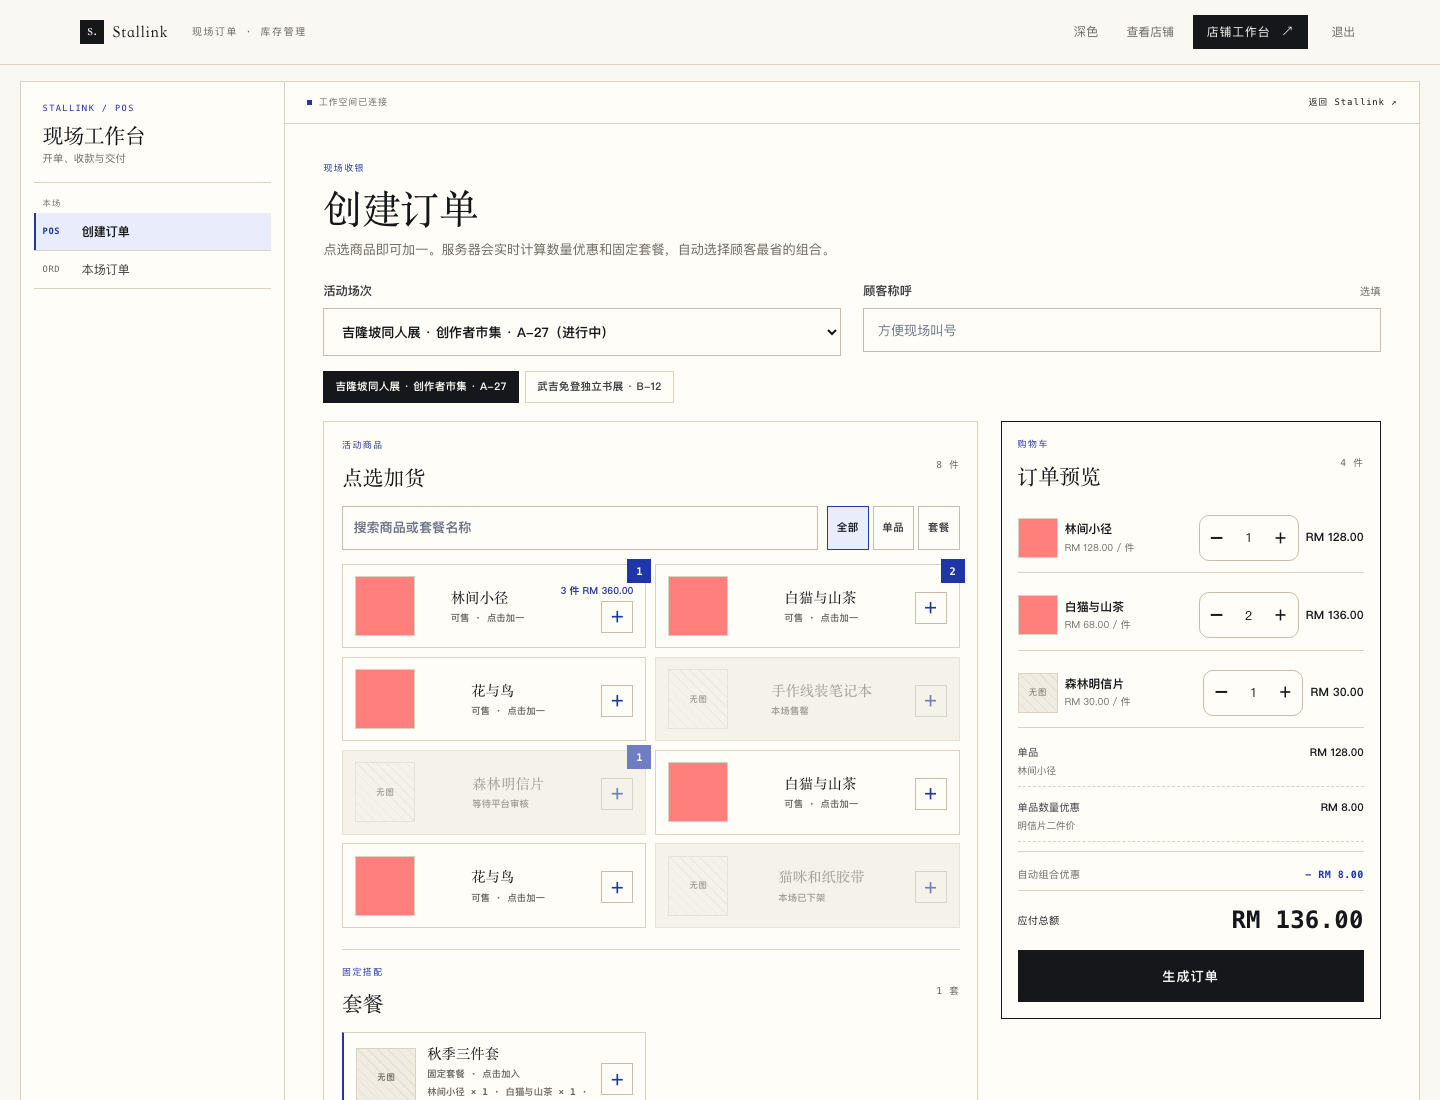 S. Stallink 现场订单 · 库存管理 深色 查看店铺 店铺工作台 ↗ 退出
STALLINK / POS
现场工作台
开单、收款与交付
本场
POS 创建订单
ORD 本场订单
工作空间已连接 返回 Stallink ↗
现场收银
创建订单
点选商品即可加一。服务器会实时计算数量优惠和固定套餐，自动选择顾客最省的组合。
活动场次 顾客称呼 选填
吉隆坡同人展 · 创作者市集 · A-27（进行中） 方便现场叫号
吉隆坡同人展 · 创作者市集 · A-27 武吉免登独立书展 · B-12
活动商品
点选加货
8 件
搜索商品或套餐名称 全部 单品 套餐
1
3 件 RM 360.00
林间小径
可售 · 点击加一
+
2
白猫与山茶
可售 · 点击加一
+
花与鸟
可售 · 点击加一
+
无图
手作线装笔记本
本场售罄
+
1
无图
森林明信片
等待平台审核
+
白猫与山茶
可售 · 点击加一
+
花与鸟
可售 · 点击加一
+
无图
猫咪和纸胶带
本场已下架
+
固定搭配
套餐
1 套
无图
秋季三件套
固定套餐 · 点击加入
林间小径 × 1 · 白猫与山茶 × 1 ·
+
购物车
订单预览
4 件
林间小径
RM 128.00 / 件
− 1 + RM 128.00
白猫与山茶
RM 68.00 / 件
− 2 + RM 136.00
无图
森林明信片
RM 30.00 / 件
− 1 + RM 30.00
单品 RM 128.00
林间小径
单品数量优惠 RM 8.00
明信片二件价
自动组合优惠 − RM 8.00
应付总额 RM 136.00
生成订单